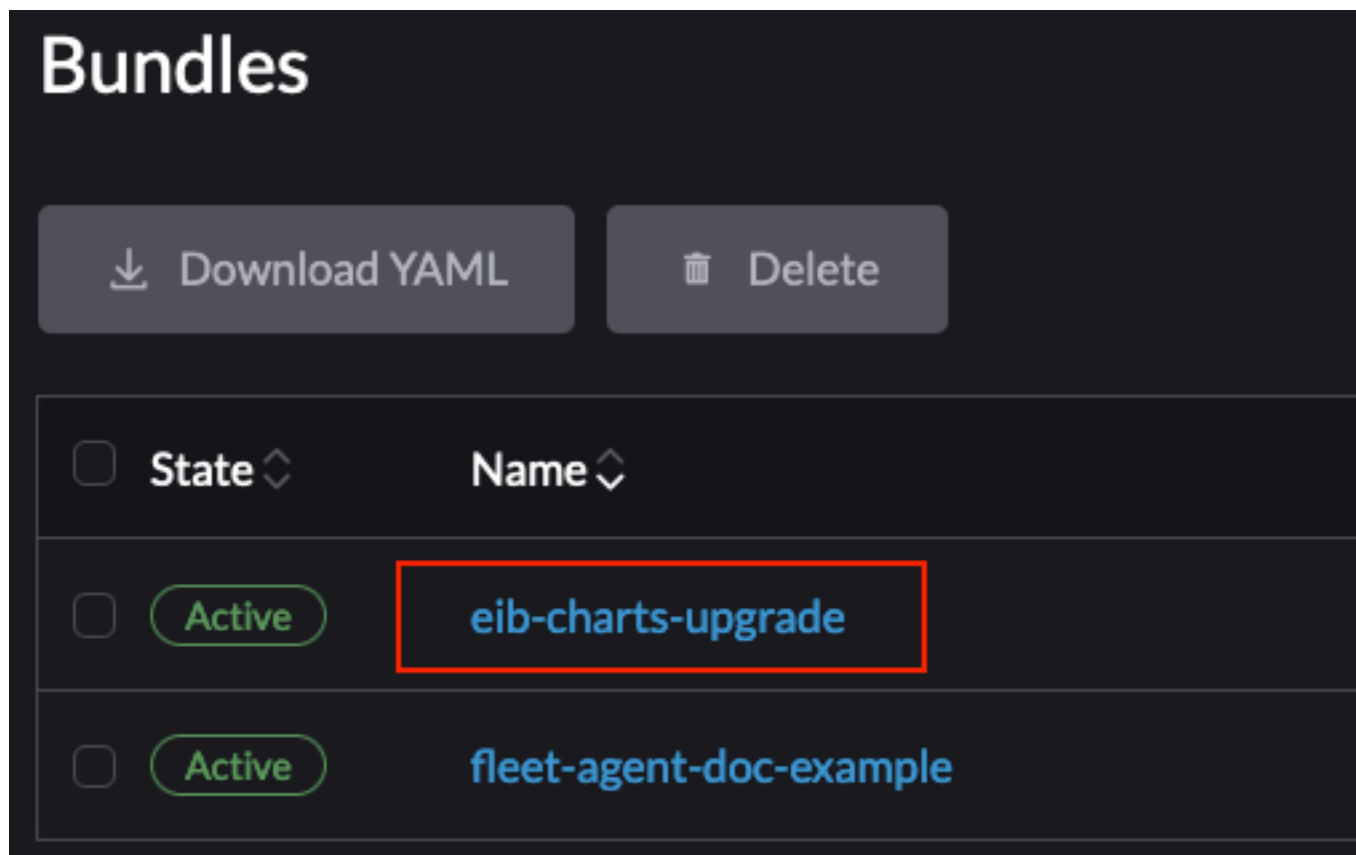 Bundles
Download YAML Delete
State Name
Active eib-charts-upgrade
Active fleet-agent-doc-example